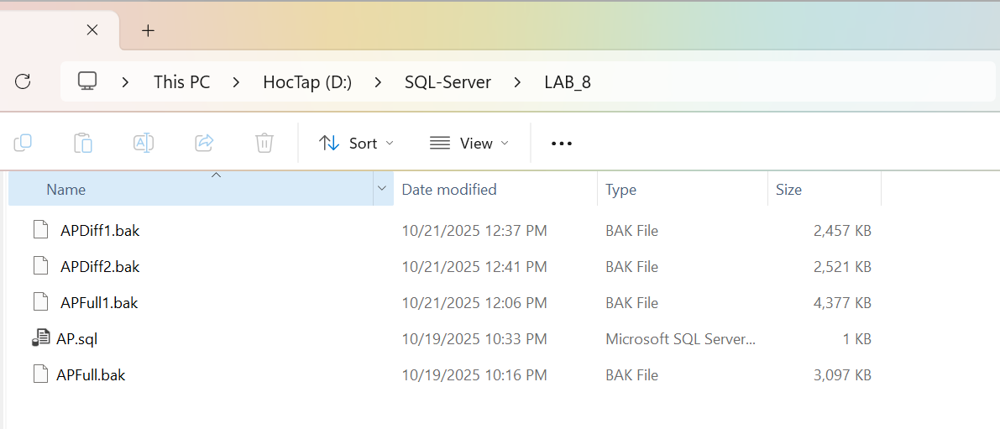 This PC > HocTap (D:) > SQL-Server > LAB_8
Sort View
Name Date modified Type Size
APDiff1.bak 10/21/2025 12:37 PM BAK File 2,457 KB
APDiff2.bak 10/21/2025 12:41 PM BAK File 2,521 KB
APFull1.bak 10/21/2025 12:06 PM BAK File 4,377 KB
AP.sql 10/19/2025 10:33 PM Microsoft SQL Server... 1 KB
APFull.bak 10/19/2025 10:16 PM BAK File 3,097 KB